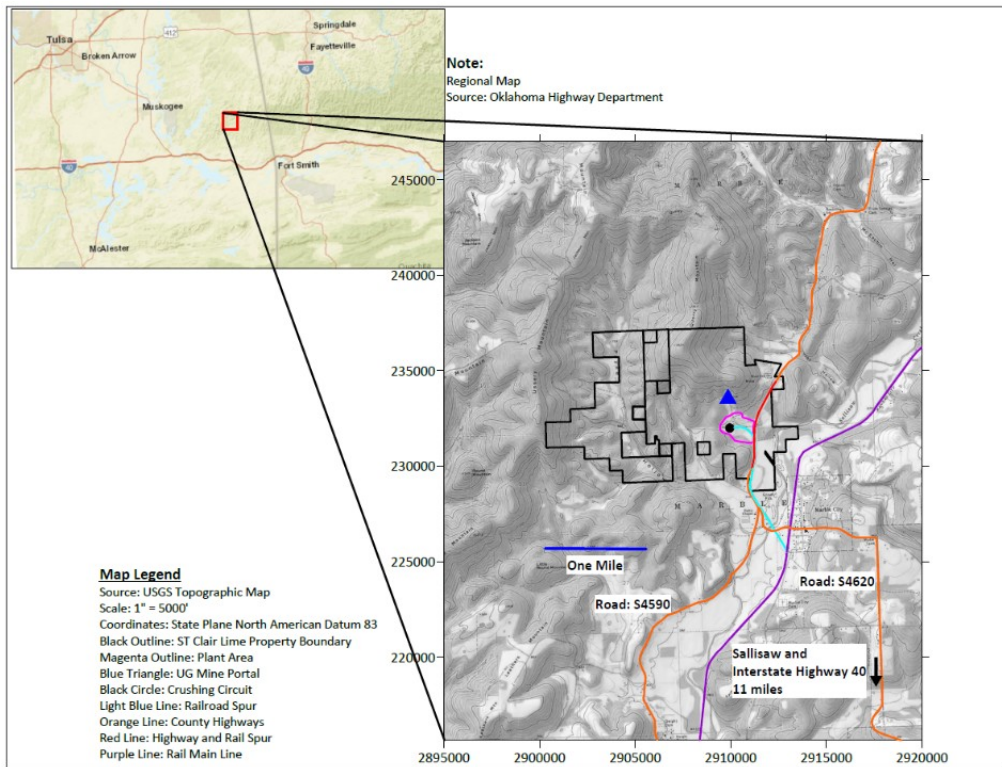 Springdale
Tulsa
412
Fayetteville
Broken Arrow
Muskogee
Fort Smith
McAlester
Note:
Regional Map
Source: Oklahoma Highway Department
245000
240000
235000
230000
225000
220000
M A R B L E
M A R B L E
Marble City
One Mile
Road: S4590
Road: S4620
Sallisaw and
Interstate Highway 40
11 miles
Map Legend
Source: USGS Topographic Map
Scale: 1" = 5000'
Coordinates: State Plane North American Datum 83
Black Outline: ST Clair Lime Property Boundary
Magenta Outline: Plant Area
Blue Triangle: UG Mine Portal
Black Circle: Crushing Circuit
Light Blue Line: Railroad Spur
Orange Line: County Highways
Red Line: Highway and Rail Spur
Purple Line: Rail Main Line
2895000 2900000 2905000 2910000 2915000 2920000